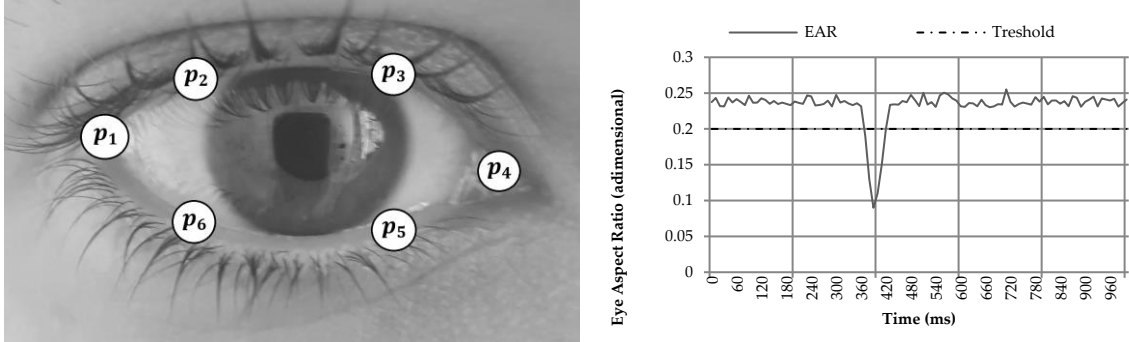 p₂
p₃
p₁
p₄
p₆
p₅
EAR Treshold
Eye Aspect Ratio (adimensional)
0.3
0.25
0.2
0.15
0.1
0.05
0
0 60 120 180 240 300 360 420 480 540 600 660 720 780 840 900 960
Time (ms)